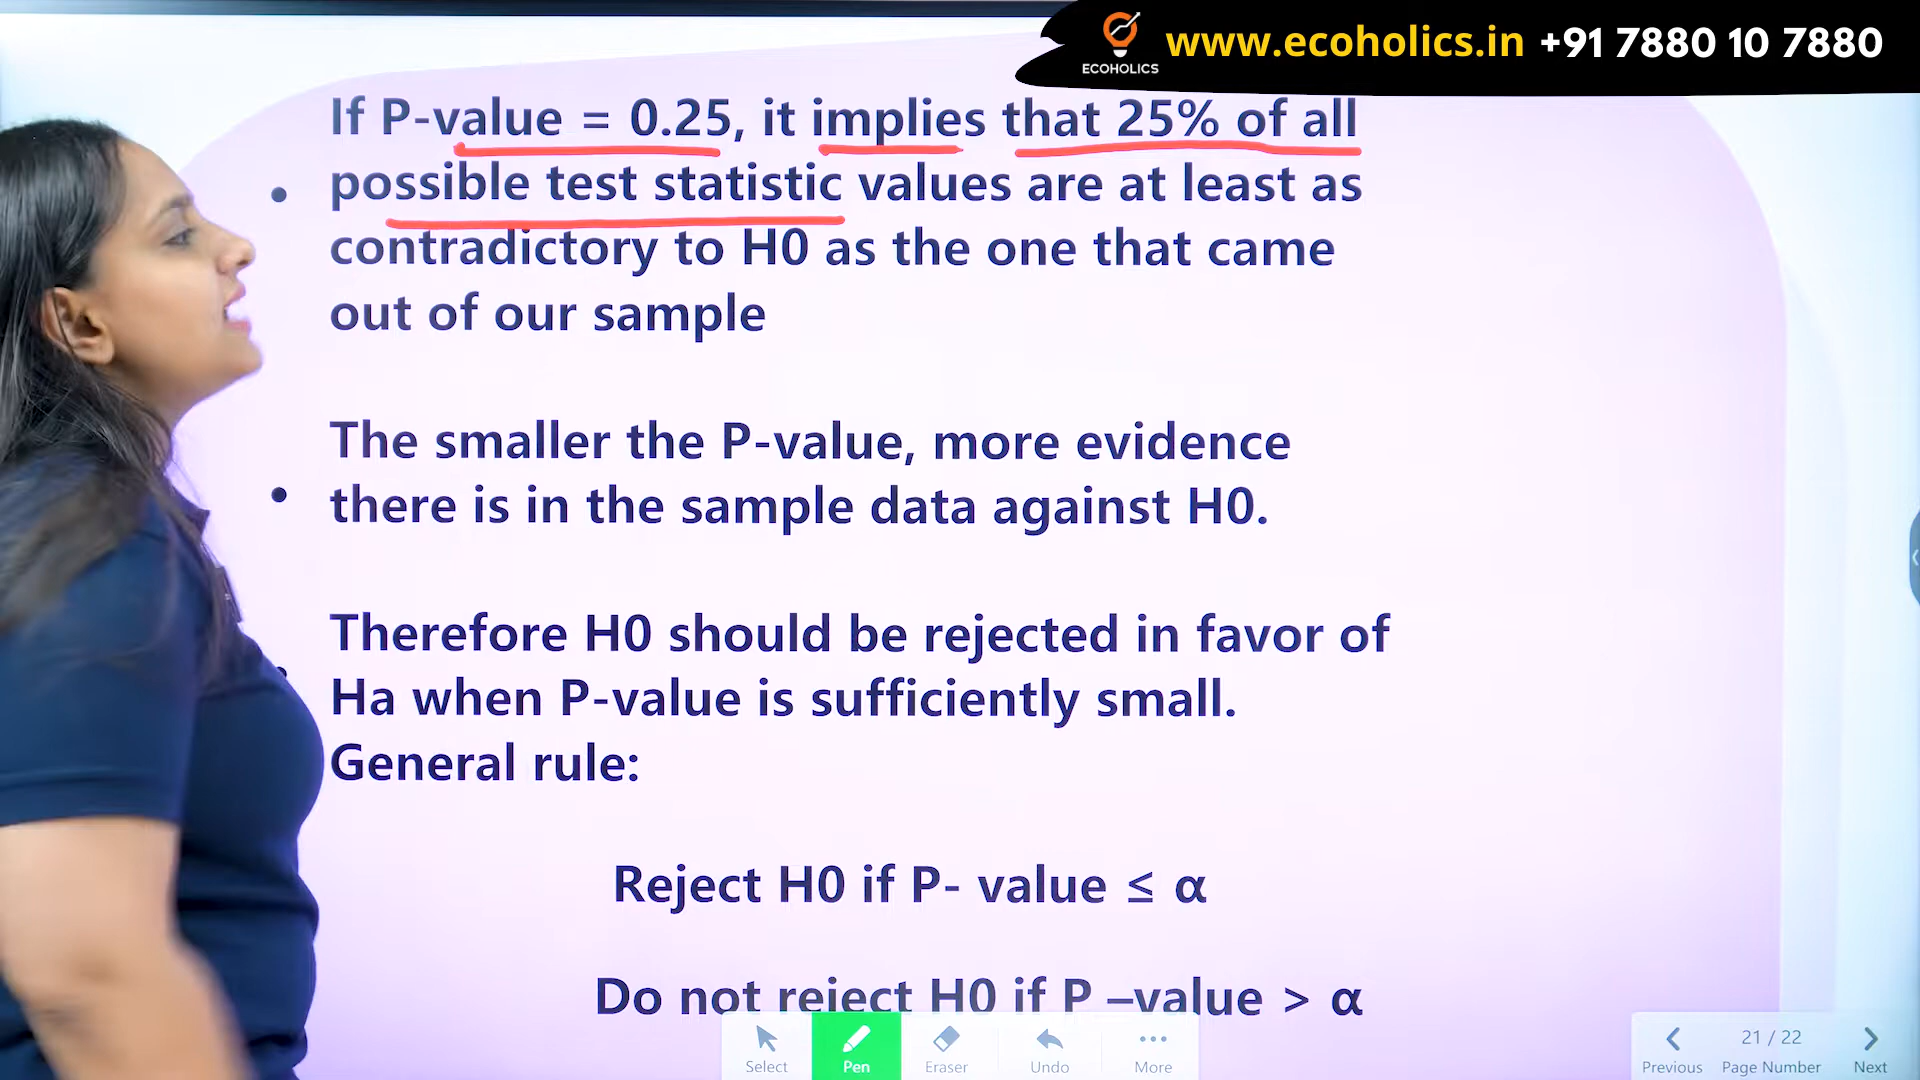 www.ecoholics.in +91 7880 10 7880
ECOHOLICS
If P-value = 0.25, it implies that 25% of all
• possible test statistic values are at least as
contradictory to H0 as the one that came
out of our sample
The smaller the P-value, more evidence
• there is in the sample data against H0.
Therefore H0 should be rejected in favor of
Ha when P-value is sufficiently small.
General rule:
Reject H0 if P- value ≤ α
Do not reject H0 if P –value > α
Select Pen Eraser Undo More
21 / 22
Previous Page Number Next